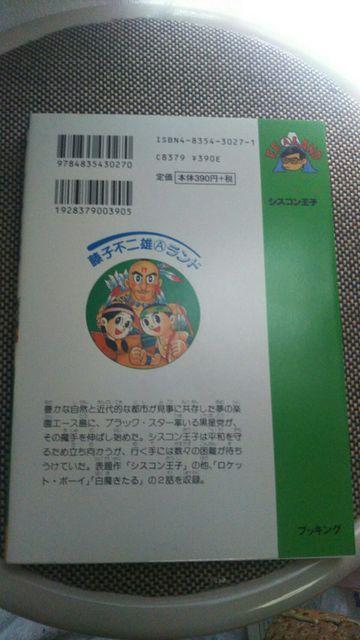 ISBN4-8354-3027-1
C8379 ¥390E
定価 本体390円+税
9784835430270
1928379003905
シスコン王子
藤子不二雄Ⓐランド
豊かな自然と近代的な都市が見事に共存した夢の楽
園エース島に、ブラック・スター率いる黒星党が、
その魔手を伸ばし始めた。シスコン王子は平和を守
るため立ち向かうが、行く手には数々の困難が待ち
うけていた。表題作「シスコン王子」の他、「ロケッ
ト・ボーイ」「白魔きたる」の2話を収録。
ブッキング